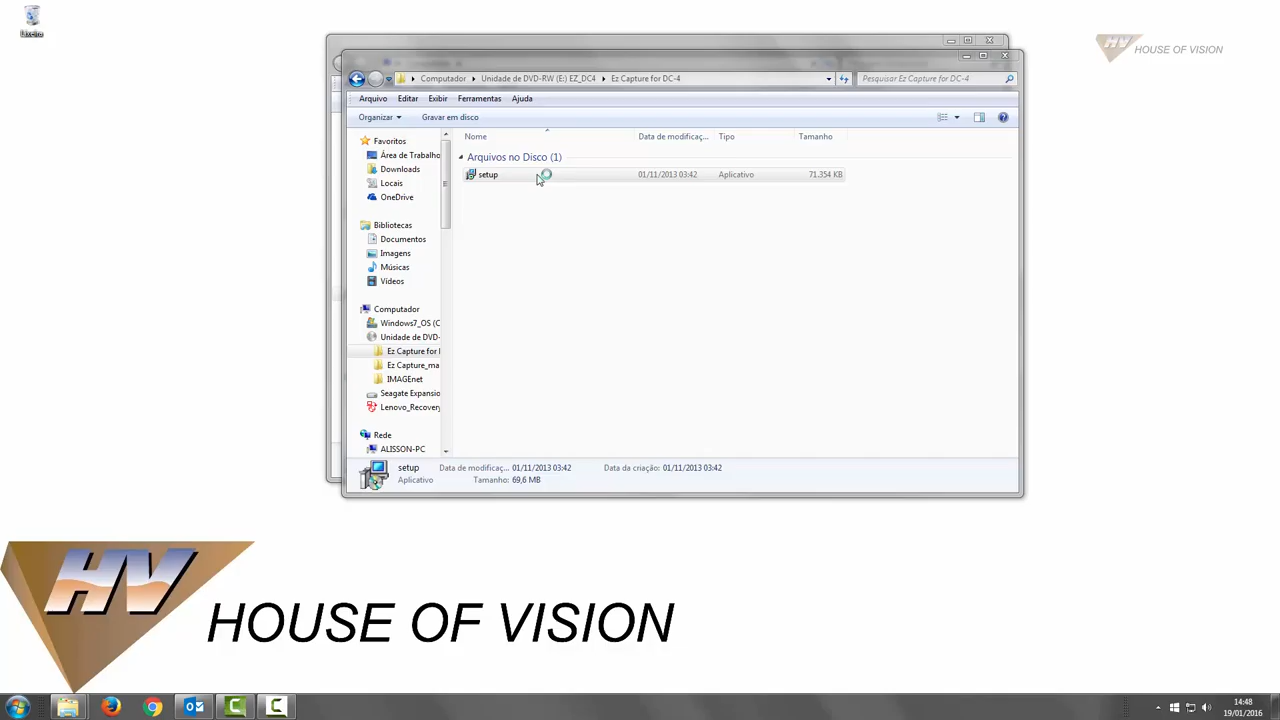 Lixeira
HV HOUSE OF VISION
Computador Unidade de DVD-RW (E:) EZ_DC4 Ez Capture for DC-4
Pesquisar Ez Capture for DC-4
Arquivo Editar Exibir Ferramentas Ajuda
Organizar Gravar em disco
Nome Data de modificaç... Tipo Tamanho
Arquivos no Disco (1)
setup 01/11/2013 03:42 Aplicativo 71.354 KB
Favoritos
Área de Trabalho
Downloads
Locais
OneDrive
Bibliotecas
Documentos
Imagens
Músicas
Vídeos
Computador
Windows7_OS (C
Unidade de DVD-
Ez Capture for I
Ez Capture_ma
IMAGEnet
Seagate Expansio
Lenovo_Recovery
Rede
ALISSON-PC
setup Data de modificaç... 01/11/2013 03:42 Data da criação: 01/11/2013 03:42
Aplicativo Tamanho: 69,6 MB
HV
HOUSE OF VISION
14:48
19/01/2016